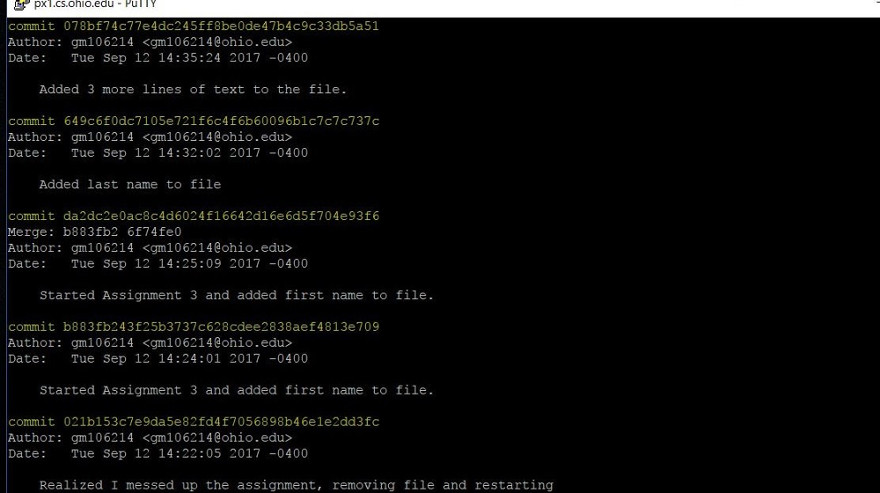 px1.cs.ohio.edu - PuTTY
commit 078bf74c77e4dc245ff8be0de47b4c9c33db5a51
Author: gm106214 <gm106214@ohio.edu>
Date:   Tue Sep 12 14:35:24 2017 -0400
Added 3 more lines of text to the file.
commit 649c6f0dc7105e721f6c4f6b60096b1c7c7c737c
Author: gm106214 <gm106214@ohio.edu>
Date:   Tue Sep 12 14:32:02 2017 -0400
Added last name to file
commit da2dc2e0ac8c4d6024f16642d16e6d5f704e93f6
Merge: b883fb2 6f74fe0
Author: gm106214 <gm106214@ohio.edu>
Date:   Tue Sep 12 14:25:09 2017 -0400
Started Assignment 3 and added first name to file.
commit b883fb243f25b3737c628cdee2838aef4813e709
Author: gm106214 <gm106214@ohio.edu>
Date:   Tue Sep 12 14:24:01 2017 -0400
Started Assignment 3 and added first name to file.
commit 021b153c7e9da5e82fd4f7056898b46e1e2dd3fc
Author: gm106214 <gm106214@ohio.edu>
Date:   Tue Sep 12 14:22:05 2017 -0400
Realized I messed up the assignment, removing file and restarting